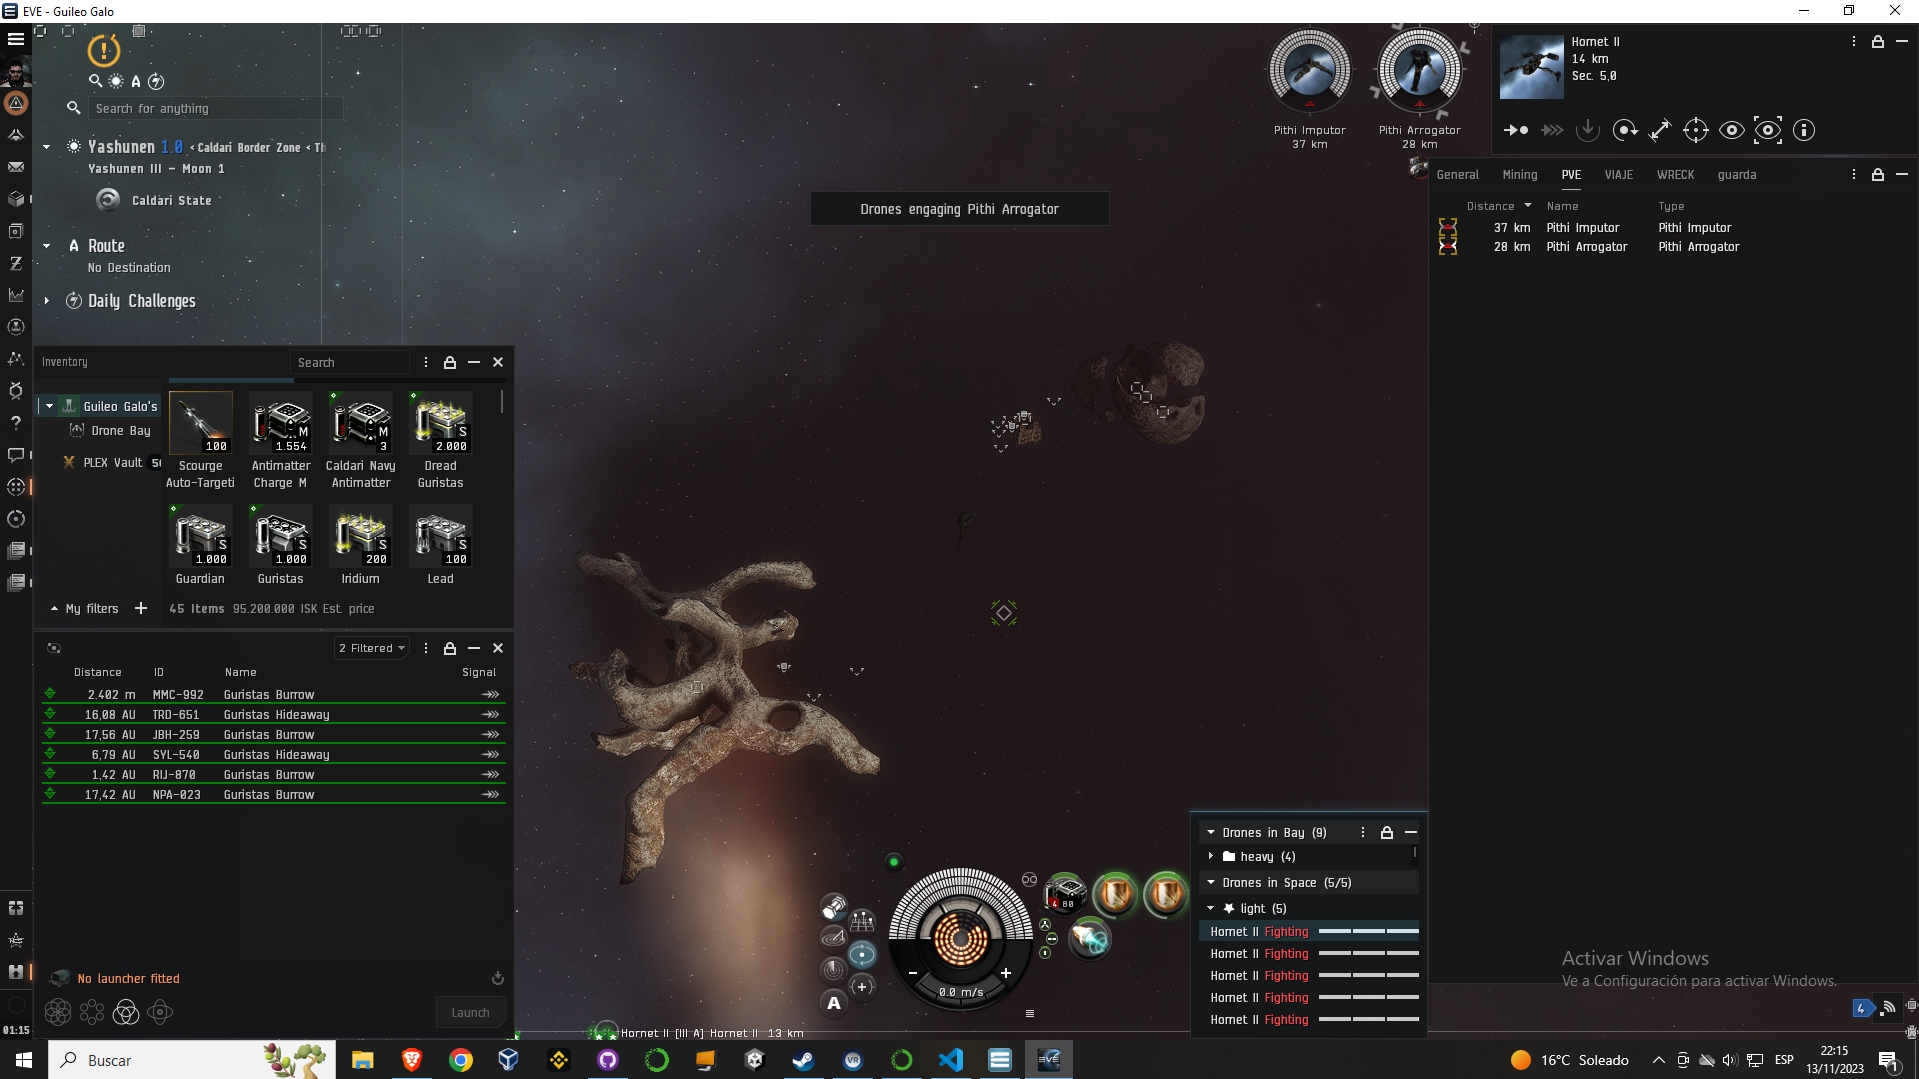 EVE - Guileo Galo
Search for anything
Yashunen 1.0 < Caldari Border Zone < Th
Yashunen III - Moon 1
Caldari State
Route
No Destination
Daily Challenges
Inventory
Search
Guileo Galo's
Drone Bay
PLEX Vault
100
M
1.554
M
3
S
2.000
Scourge
Auto-Targeti
Antimatter
Charge M
Caldari Navy
Antimatter
Dread
Guristas
S
1.000
S
1.000
S
200
S
100
Guardian
Guristas
Iridium
Lead
My filters
45 Items 95.200.000 ISK Est. price
2 Filtered
Distance ID Name Signal
2.402 m MMC-992 Guristas Burrow
16,08 AU TRD-651 Guristas Hideaway
17,56 AU JBH-259 Guristas Burrow
6,79 AU SYL-540 Guristas Hideaway
1,42 AU RIJ-870 Guristas Burrow
17,42 AU NPA-023 Guristas Burrow
No launcher fitted
Launch
01:15
Pithi Imputor
37 km
Pithi Arrogator
28 km
Drones engaging Pithi Arrogator
Hornet II
14 km
Sec. 5,0
General Mining PVE VIAJE WRECK guarda
Distance Name Type
37 km Pithi Imputor Pithi Imputor
28 km Pithi Arrogator Pithi Arrogator
Drones in Bay (9)
heavy (4)
Drones in Space (5/5)
light (5)
Hornet II Fighting
Hornet II Fighting
Hornet II Fighting
Hornet II Fighting
Hornet II Fighting
4 80
A
0.0 m/s
Hornet II [III A] Hornet II 13 km
Activar Windows
Ve a Configuración para activar Windows.
4
Buscar
16°C Soleado
ESP
22:15
13/11/2023
1